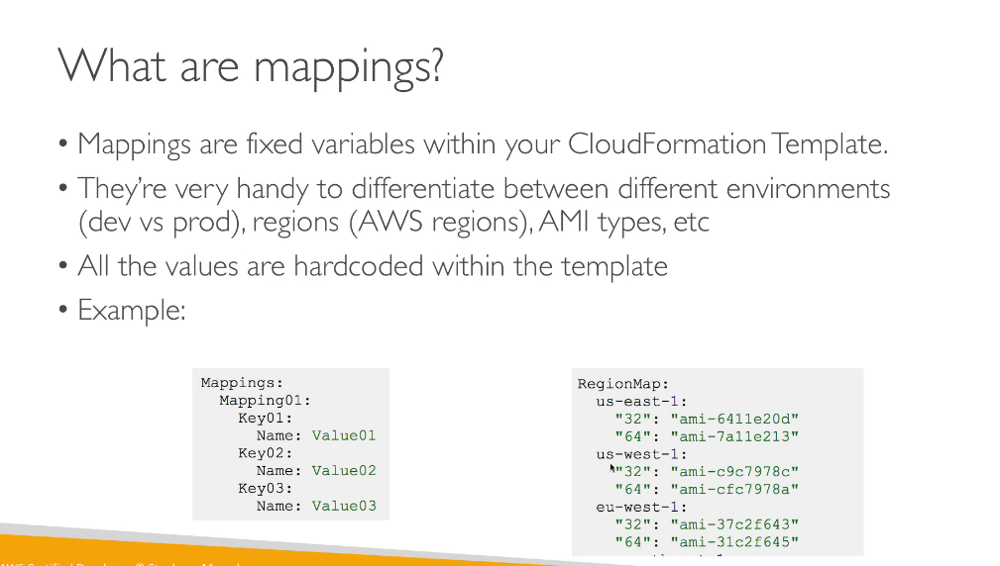 What are mappings?
• Mappings are fixed variables within your CloudFormation Template.
• They're very handy to differentiate between different environments
(dev vs prod), regions (AWS regions), AMI types, etc
• All the values are hardcoded within the template
• Example:
Mappings:
Mapping01:
Key01:
Name: Value01
Key02:
Name: Value02
Key03:
Name: Value03
RegionMap:
us-east-1:
"32": "ami-6411e20d"
"64": "ami-7a11e213"
us-west-1:
"32": "ami-c9c7978c"
"64": "ami-cfc7978a"
eu-west-1:
"32": "ami-37c2f643"
"64": "ami-31c2f645"